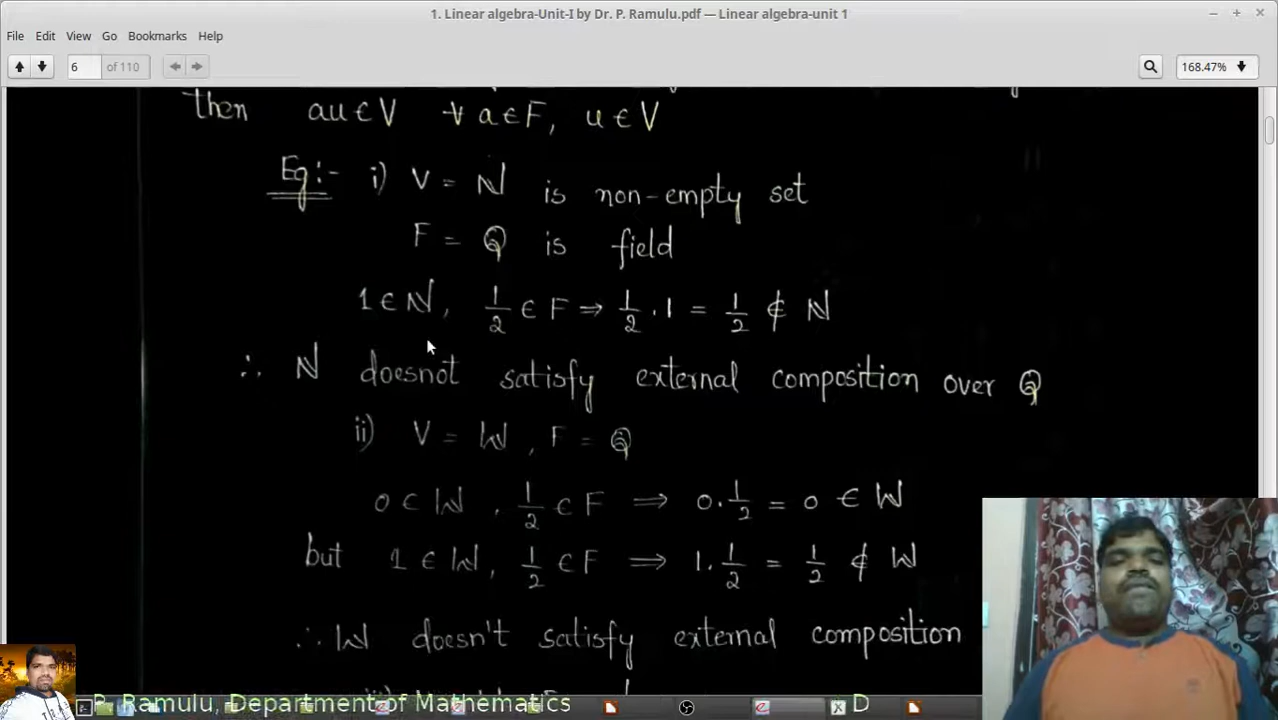 1. Linear algebra-Unit-I by Dr. P. Ramulu.pdf — Linear algebra-unit 1
File Edit View Go Bookmarks Help
6 of 110 168.47%
then au ∈ V ∀ a ∈ F, u ∈ V
Eg:- i) V = ℕ is non-empty set
F = ℚ is field
1 ∈ ℕ, 1/2 ∈ F ⇒ 1/2 . 1 = 1/2 ∉ ℕ
∴ ℕ doesnot satisfy external composition over ℚ
ii) V = W, F = ℚ
0 ∈ W, 1/2 ∈ F ⟹ 0. 1/2 = 0 ∈ W
but 1 ∈ W, 1/2 ∈ F ⟹ 1. 1/2 = 1/2 ∉ W
∴ W doesn't satisfy external composition
P. Ramulu, Department of Mathematics D